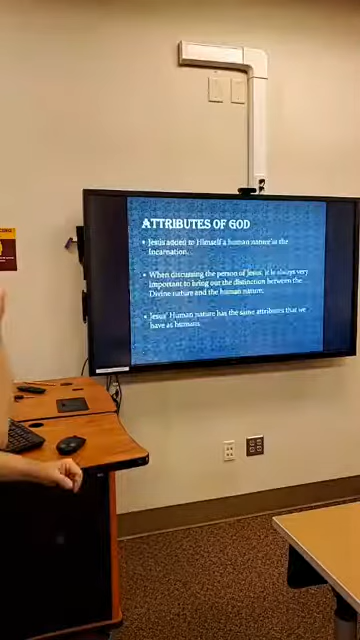 ATTRIBUTES OF GOD
• Jesus added to Himself a human nature at the
Incarnation.
• When discussing the person of Jesus, it is always very
important to bring out the distinction between the
Divine nature and the human nature.
• Jesus' Human nature has the same attributes that we
have as humans.